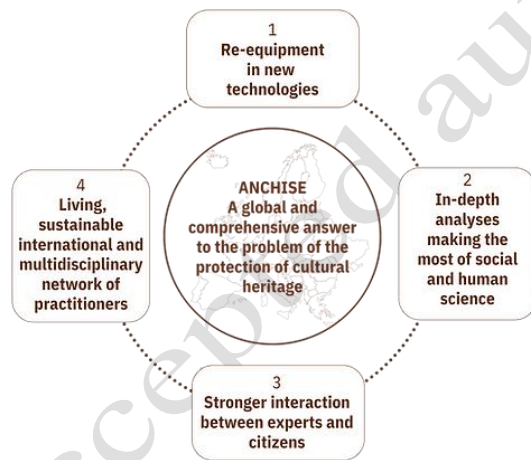 1
Re-equipment
in new
technologies
2
In-depth
analyses
making the
most of social
and human
science
3
Stronger interaction
between experts and
citizens
4
Living,
sustainable
international and
multidisciplinary
network of
practitioners
ANCHISE
A global and
comprehensive answer
to the problem of the
protection of cultural
heritage